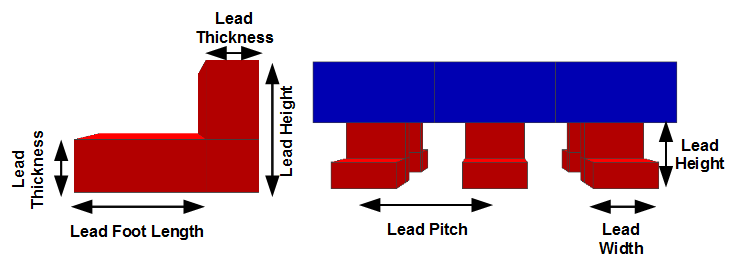 Lead
Thickness
Lead Height
Lead
Thickness
Lead Foot Length
Lead
Height
Lead Pitch
Lead
Width